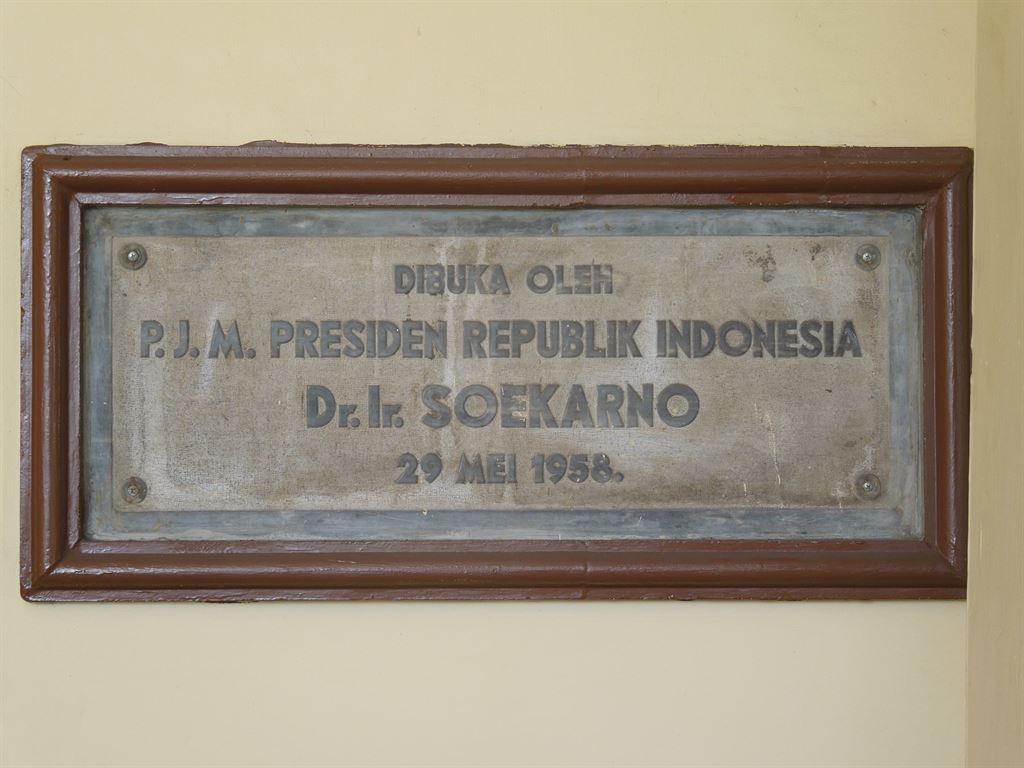 DIBUKA OLEH
P.J.M. PRESIDEN REPUBLIK INDONESIA
Dr.Ir. SOEKARNO
29 MEI 1958.